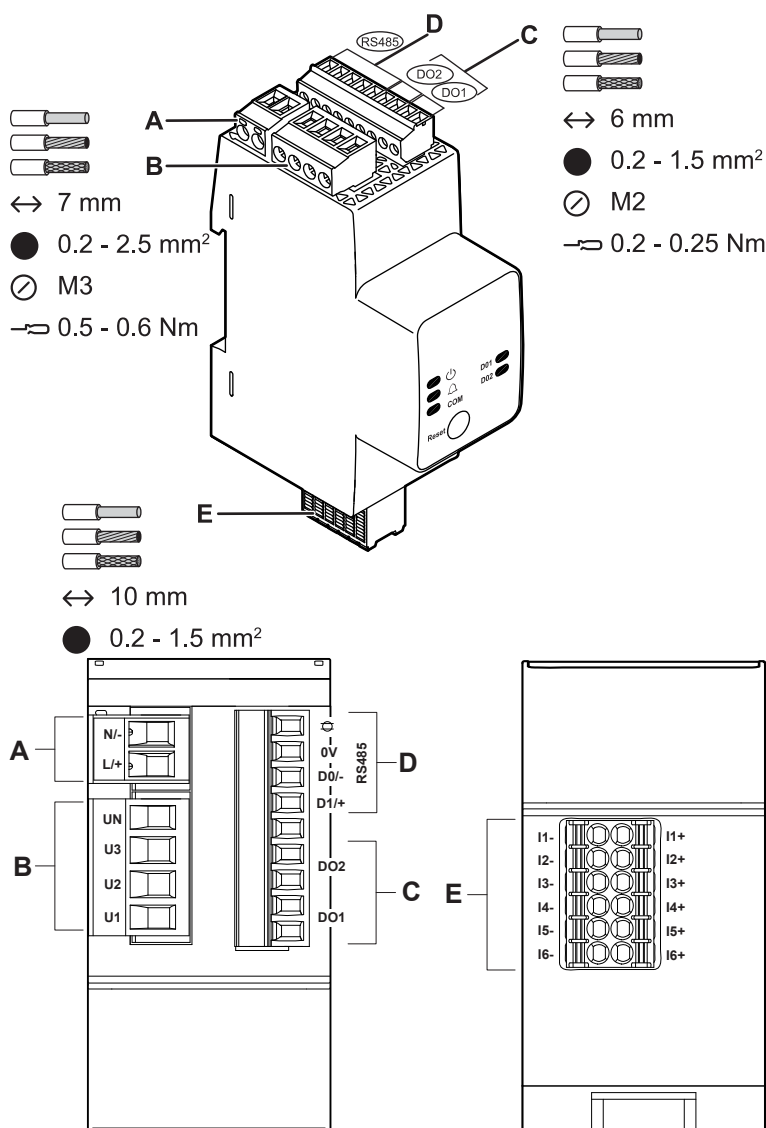 D
RS485
C
DO2
DO1
A
B
6 mm
0.2 - 1.5 mm²
M2
0.2 - 0.25 Nm
7 mm
0.2 - 2.5 mm²
M3
0.5 - 0.6 Nm
D01
D02
COM
Reset
E
10 mm
0.2 - 1.5 mm²
A
N/-
L/+
B
UN
U3
U2
U1
0V
D0/-
D1/+
RS485
D
DO2
DO1
C
E
I1- I1+
I2- I2+
I3- I3+
I4- I4+
I5- I5+
I6- I6+